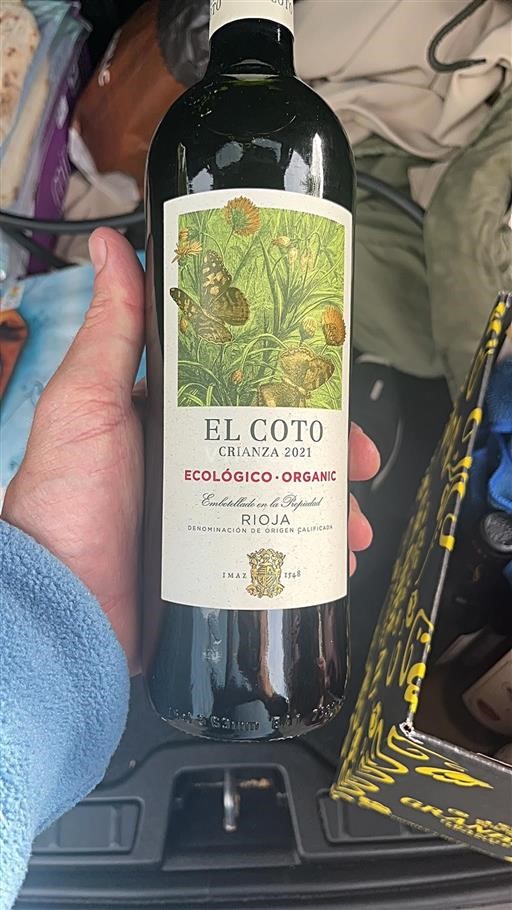 EL COTO
CRIANZA 2021
ECOLÓGICO · ORGANIC
Embotellado en la Propiedad
RIOJA
DENOMINACIÓN DE ORIGEN CALIFICADA
IMAZ 1548